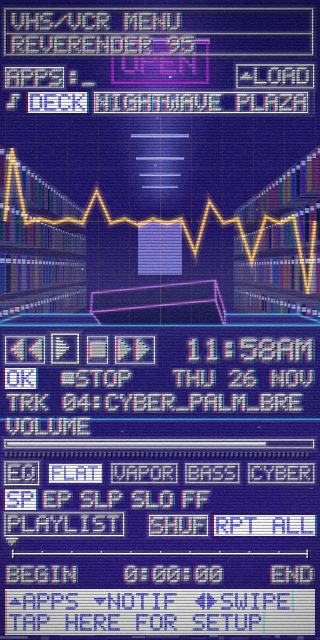 VHS/VCR MENU
REVERENDER 95
OPEN
APPS:_ ▲LOAD
DECK NIGHTWAVE PLAZA
11:58AM
OK ■STOP THU 26 NOV
TRK 04:CYBER_PALM_BRE
VOLUME
EQ FLAT VAPOR BASS CYBER
SP EP SLP SLO FF
PLAYLIST SHUF RPT ALL
BEGIN 0:00:00 END
▲APPS ▼NOTIF ◀▶SWIPE
TAP HERE FOR SETUP